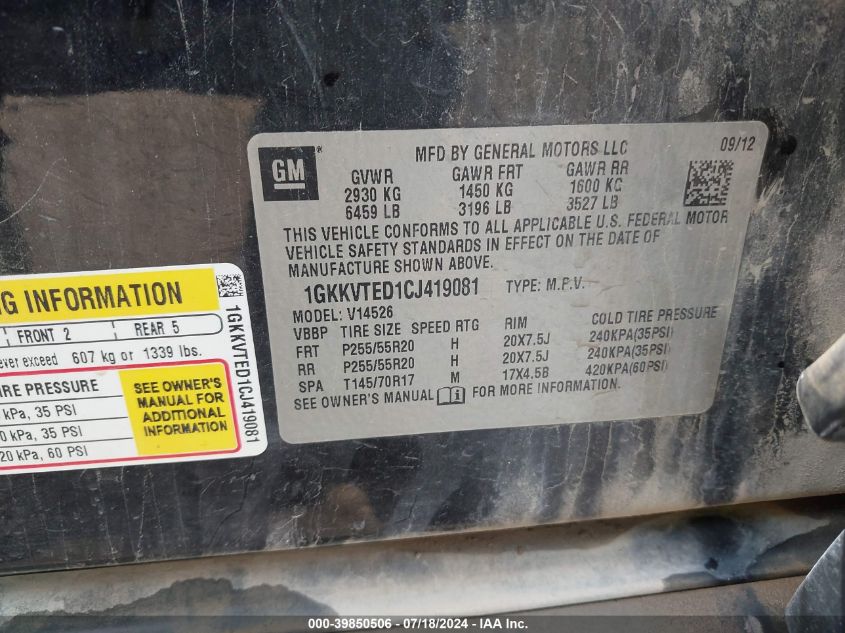 GM
MFD BY GENERAL MOTORS LLC
09/12
GVWR GAWR FRT GAWR RR
2930 KG 1450 KG 1600 KG
6459 LB 3196 LB 3527 LB
THIS VEHICLE CONFORMS TO ALL APPLICABLE U.S. FEDERAL MOTOR
VEHICLE SAFETY STANDARDS IN EFFECT ON THE DATE OF
MANUFACTURE SHOWN ABOVE.
1GKKVTED1CJ419081 TYPE: M.P.V.
MODEL: V14526
VBBP TIRE SIZE SPEED RTG RIM COLD TIRE PRESSURE
FRT P255/55R20 H 20X7.5J 240KPA(35PSI)
RR P255/55R20 H 20X7.5J 240KPA(35PSI)
SPA T145/70R17 M 17X4.5B 420KPA(60PSI)
SEE OWNER'S MANUAL i FOR MORE INFORMATION.
NG INFORMATION
FRONT 2 REAR 5
ever exceed 607 kg or 1339 lbs.
IRE PRESSURE
kPa, 35 PSI
0 kPa, 35 PSI
20 kPa, 60 PSI
SEE OWNER'S
MANUAL FOR
ADDITIONAL
INFORMATION
1GKKVTED1CJ419081
000-39850506 - 07/18/2024 - IAA Inc.